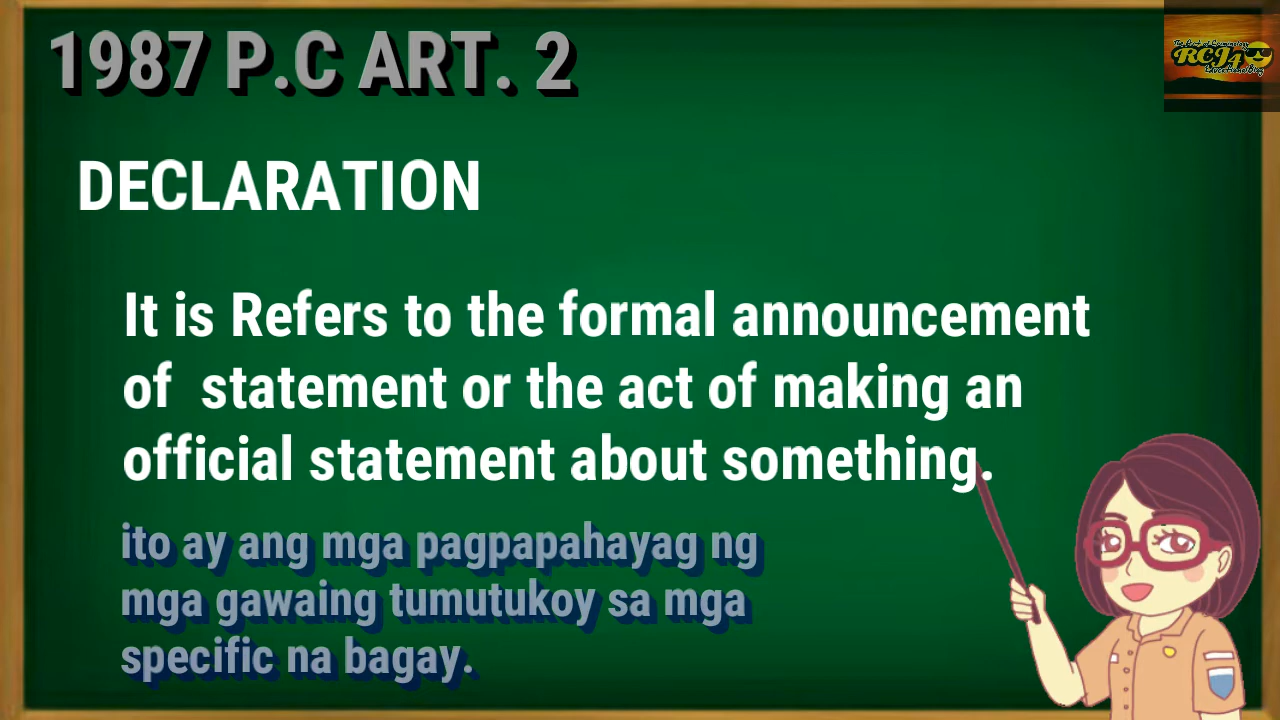 1987 P.C ART. 2
DECLARATION
It is Refers to the formal announcement
of statement or the act of making an
official statement about something.
ito ay ang mga pagpapahayag ng
mga gawaing tumutukoy sa mga
specific na bagay.
RCJ4